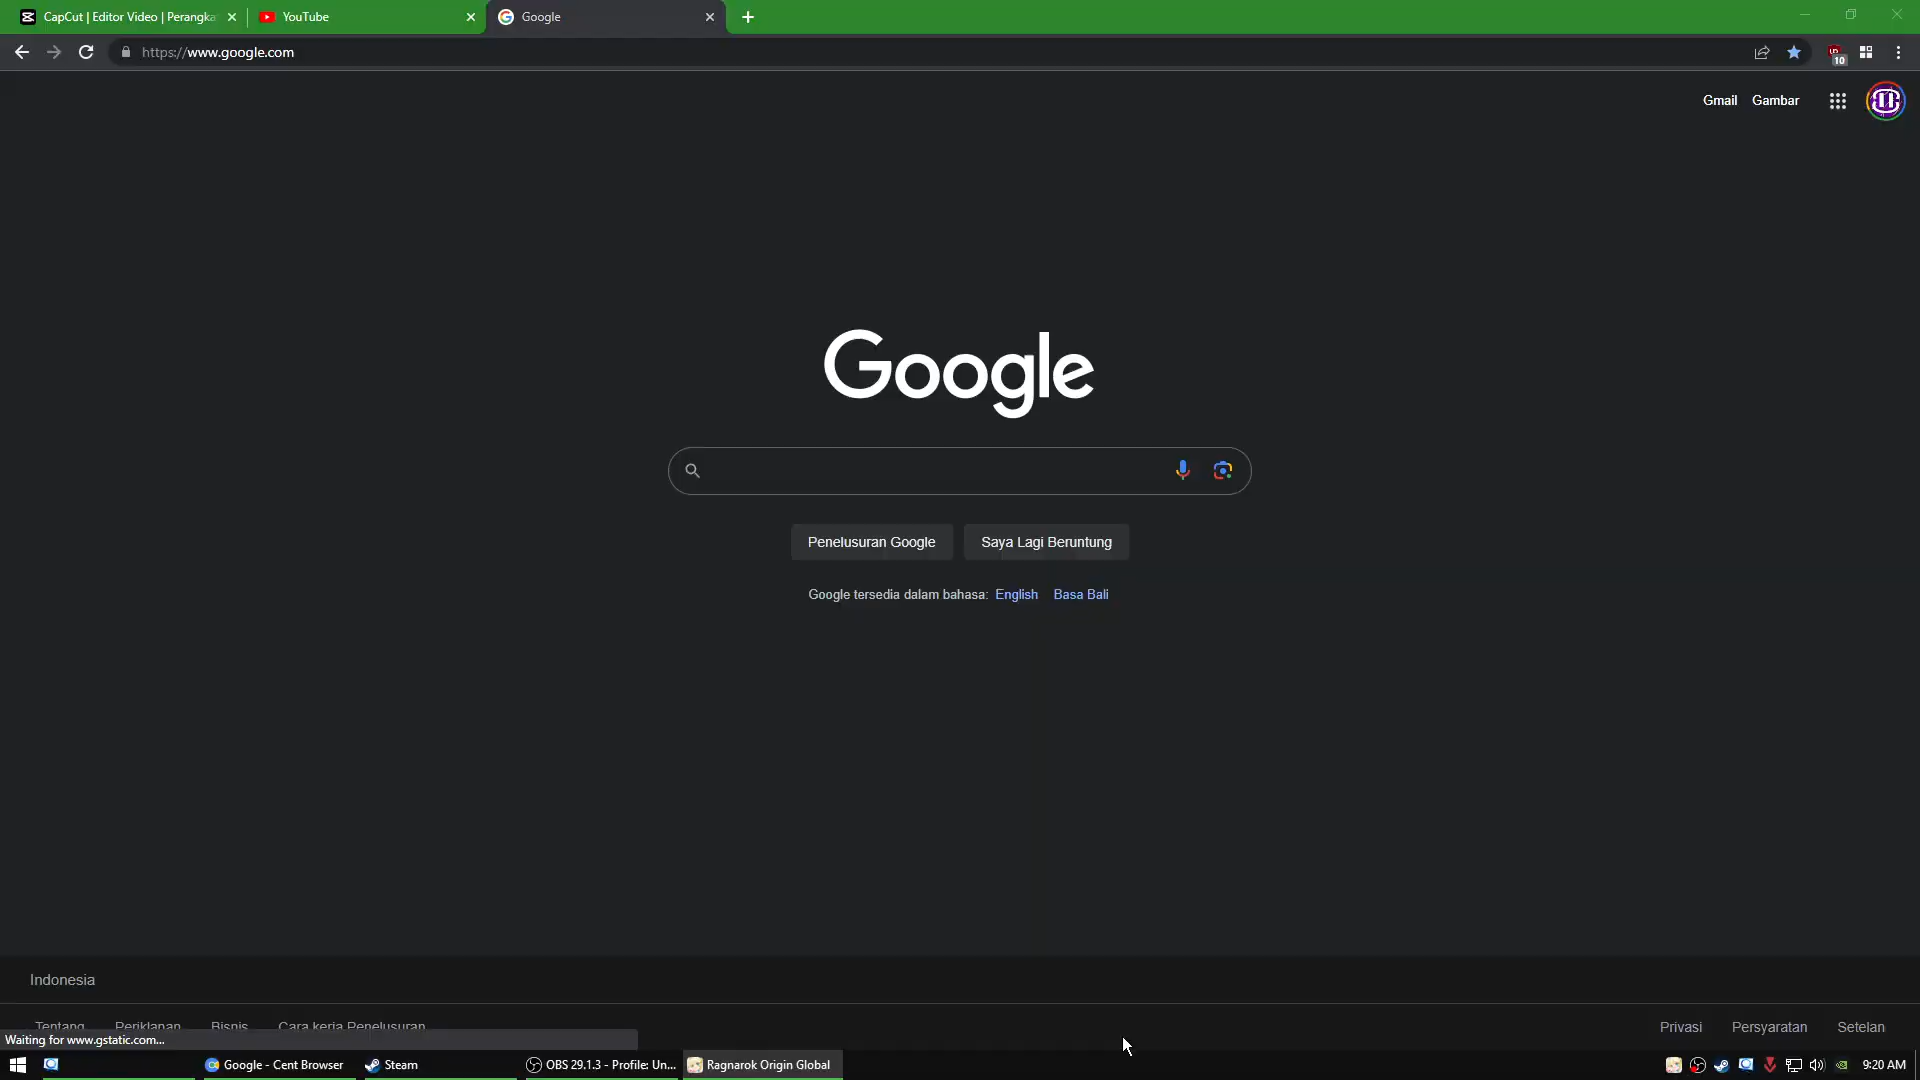 CapCut | Editor Video | Perangka
YouTube
Google
https://www.google.com
10
Gmail
Gambar
Google
Penelusuran Google
Saya Lagi Beruntung
Google tersedia dalam bahasa: English Basa Bali
Indonesia
Tentang
Periklanan
Bisnis
Cara kerja Penelusuran
Privasi
Persyaratan
Setelan
Waiting for www.gstatic.com...
Google - Cent Browser
Steam
OBS 29.1.3 - Profile: Un...
Ragnarok Origin Global
9:20 AM